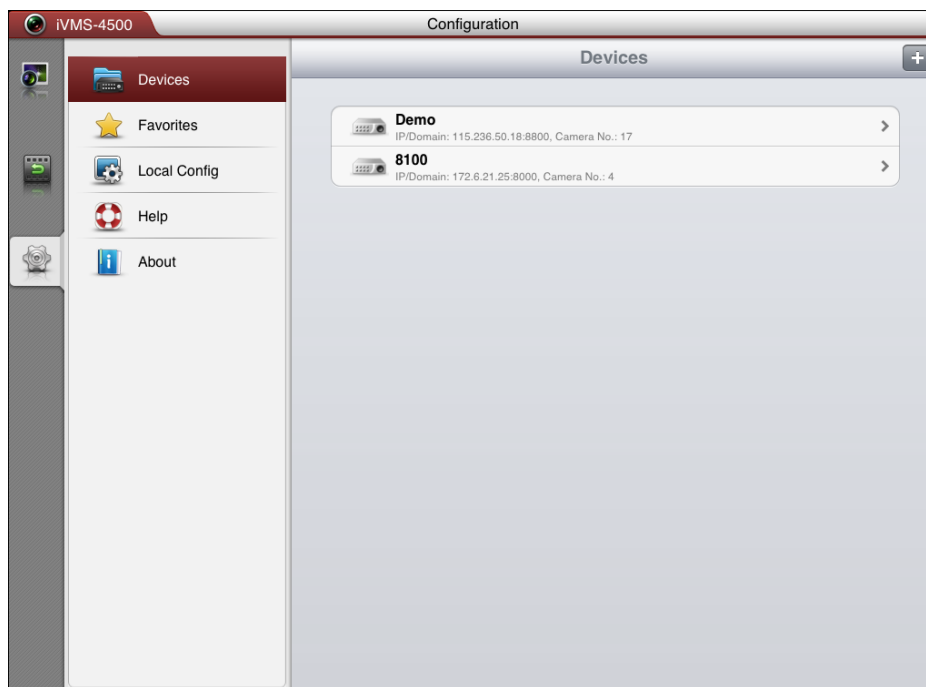 iVMS-4500
Configuration
Devices
Favorites
Local Config
Help
About
Devices
Demo
IP/Domain: 115.236.50.18:8800, Camera No.: 17
8100
IP/Domain: 172.6.21.25:8000, Camera No.: 4